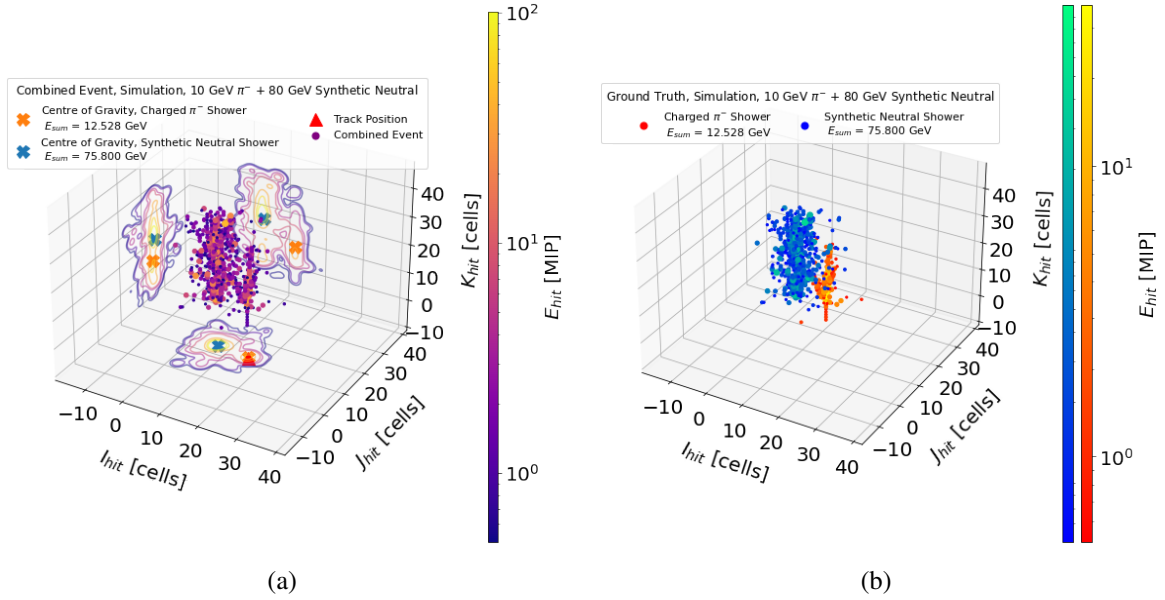 Combined Event, Simulation, 10 GeV π⁻ + 80 GeV Synthetic Neutral
Centre of Gravity, Charged π⁻ Shower
E_sum = 12.528 GeV
Centre of Gravity, Synthetic Neutral Shower
E_sum = 75.800 GeV
Track Position
Combined Event
40
30
20
10
0
−10
K_hit [cells]
−10
0
10
20
30
40
I_hit [cells]
−10
0
10
20
30
40
J_hit [cells]
10²
10¹
10⁰
E_hit [MIP]
(a)
Ground Truth, Simulation, 10 GeV π⁻ + 80 GeV Synthetic Neutral
Charged π⁻ Shower
E_sum = 12.528 GeV
Synthetic Neutral Shower
E_sum = 75.800 GeV
40
30
20
10
0
−10
K_hit [cells]
−10
0
10
20
30
40
I_hit [cells]
−10
0
10
20
30
40
J_hit [cells]
10¹
10⁰
E_hit [MIP]
(b)